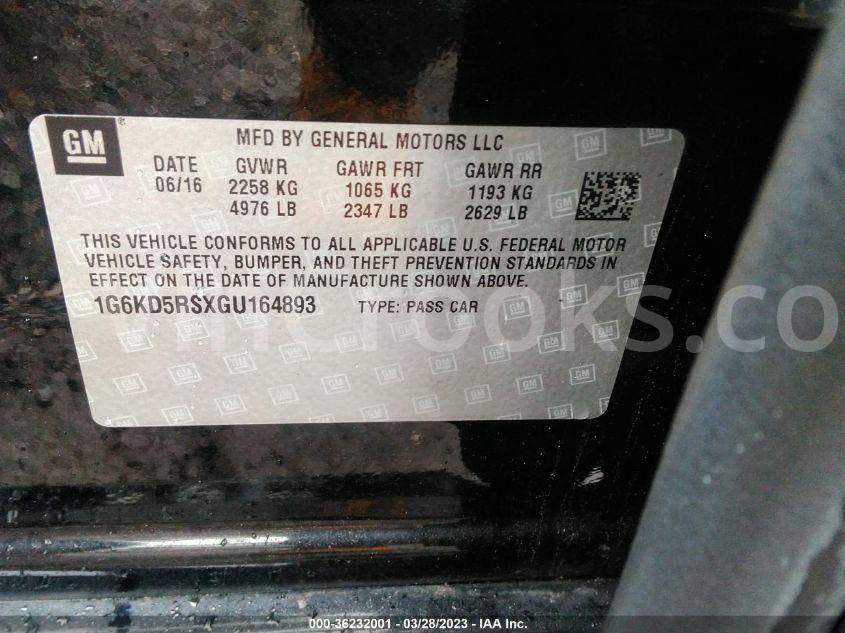 GM
MFD BY GENERAL MOTORS LLC
DATE GVWR GAWR FRT GAWR RR
06/16 2258 KG 1065 KG 1193 KG
4976 LB 2347 LB 2629 LB
THIS VEHICLE CONFORMS TO ALL APPLICABLE U.S. FEDERAL MOTOR
VEHICLE SAFETY, BUMPER, AND THEFT PREVENTION STANDARDS IN
EFFECT ON THE DATE OF MANUFACTURE SHOWN ABOVE.
1G6KD5RSXGU164893 TYPE: PASS CAR
000-36232001 - 03/28/2023 - IAA Inc.